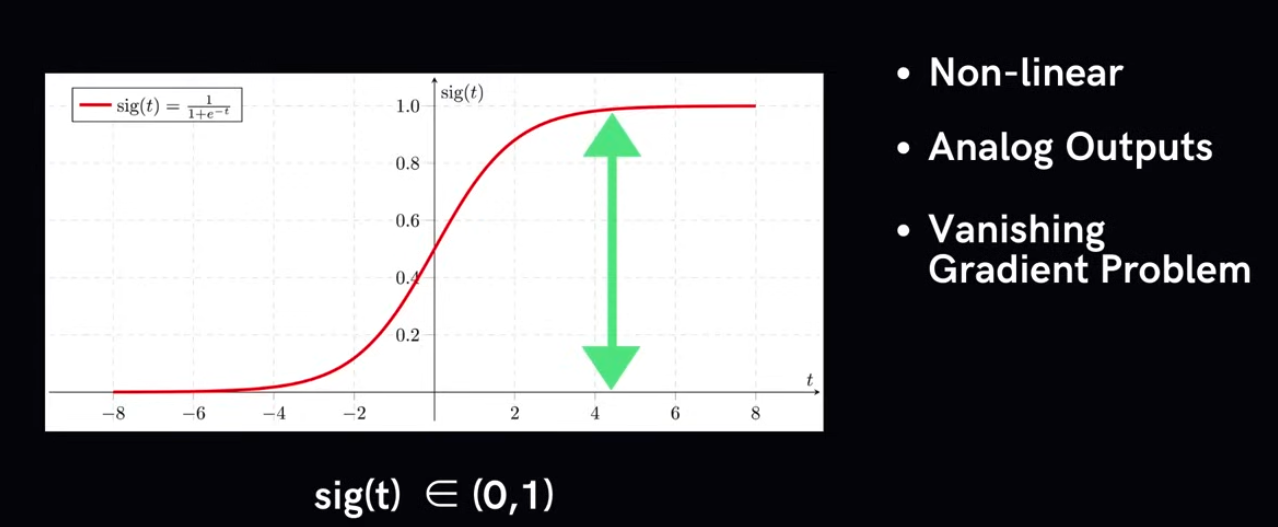 sig(t) = 1/1+e^−t
sig(t)
1.0
0.8
0.6
0.4
0.2
t
−8 −6 −4 −2 2 4 6 8
sig(t) ∈ (0,1)
• Non-linear
• Analog Outputs
• Vanishing
Gradient Problem